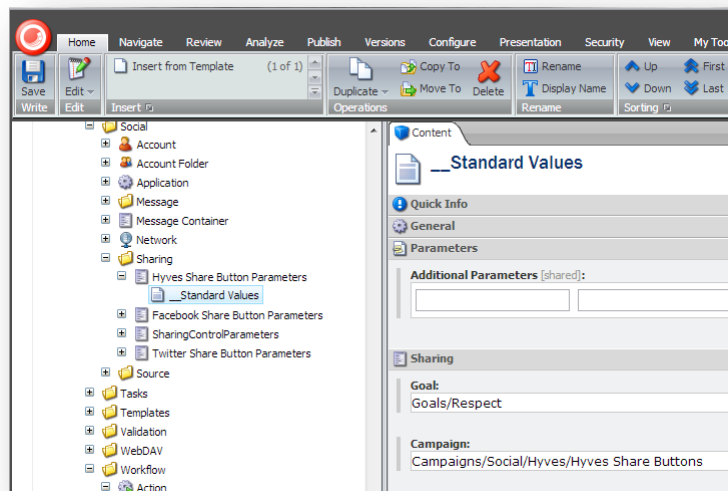 Home Navigate Review Analyze Publish Versions Configure Presentation Security View My Too
Insert from Template (1 of 1) Copy To Rename Up First
Save Edit Duplicate Move To Delete Display Name Down Last
Write Edit Insert Operations Rename Sorting
Social
Account
Account Folder
Application
Message
Message Container
Network
Sharing
Hyves Share Button Parameters
__Standard Values
Facebook Share Button Parameters
SharingControlParameters
Twitter Share Button Parameters
Source
Tasks
Templates
Validation
WebDAV
Workflow
Action
Content
__Standard Values
Quick Info
General
Parameters
Additional Parameters [shared]:
Sharing
Goal:
Goals/Respect
Campaign:
Campaigns/Social/Hyves/Hyves Share Buttons